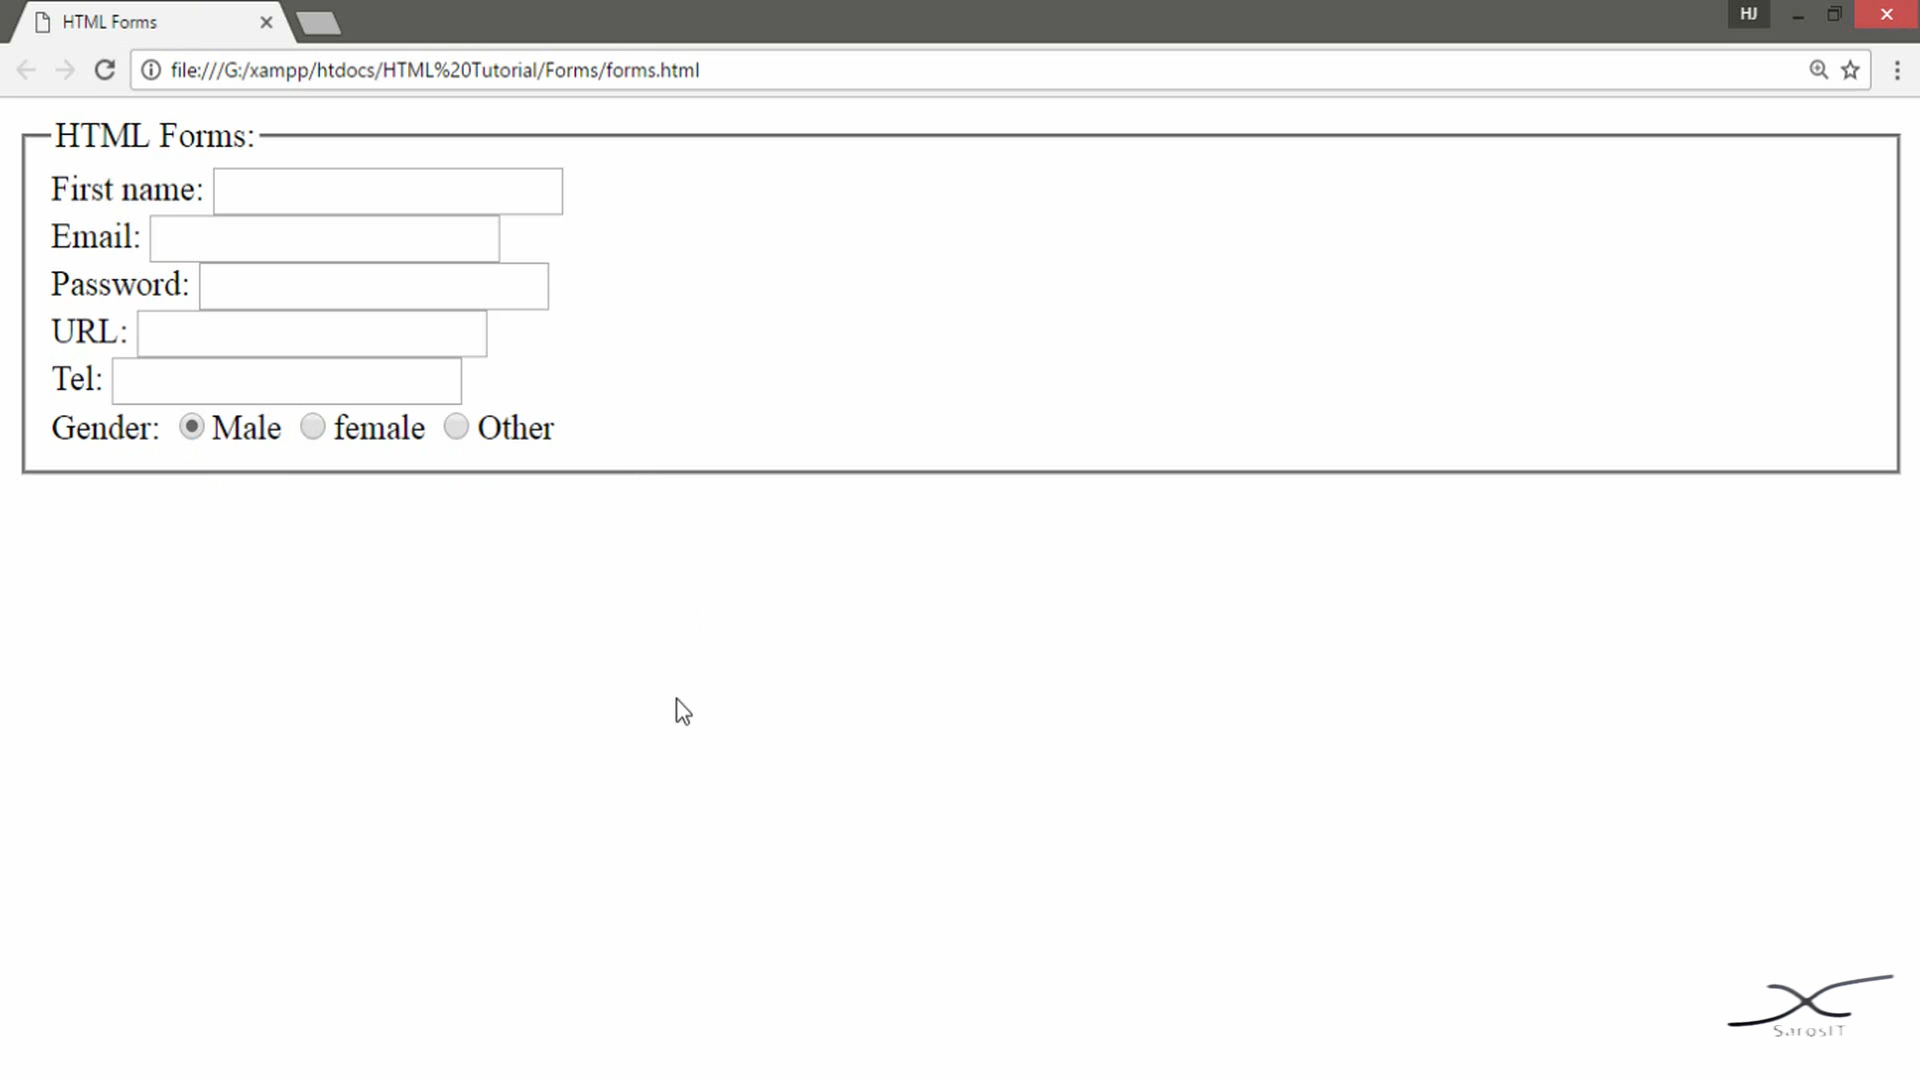 HTML Forms
HJ
file:///G:/xampp/htdocs/HTML%20Tutorial/Forms/forms.html
HTML Forms:
First name:
Email:
Password:
URL:
Tel:
Gender: Male female Other
SarosIT